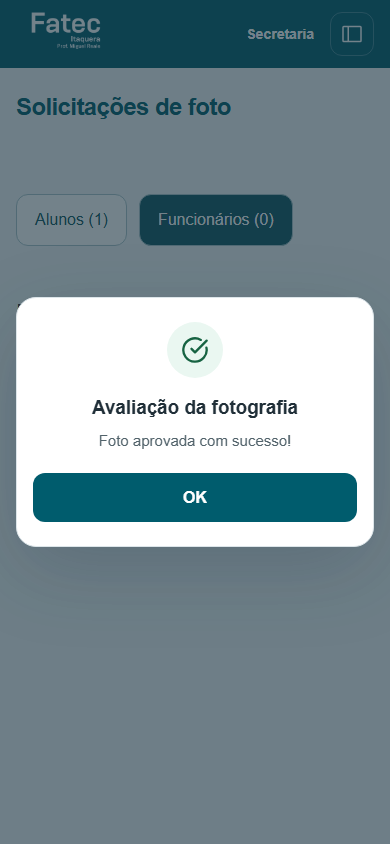 Fatec
Itaquera
Prof. Miguel Reale
Secretaria
Solicitações de foto
Alunos (1)
Funcionários (0)
Avaliação da fotografia
Foto aprovada com sucesso!
OK